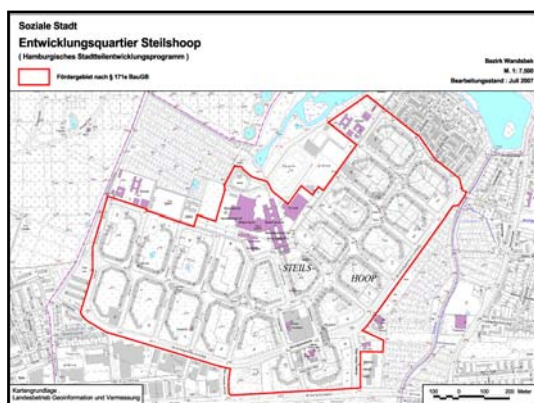 Soziale Stadt
Entwicklungsquartier Steilshoop
( Hamburgisches Stadtteilentwicklungsprogramm )
Fördergebiet nach § 171e BauGB
Bezirk Wandsbek
M. 1: 7.500
Bearbeitungsstand : Juli 2007
STEILS
HOOP
Kartengrundlage
Landesbetrieb Geoinformation und Vermessung
100 0 100 200 Meter